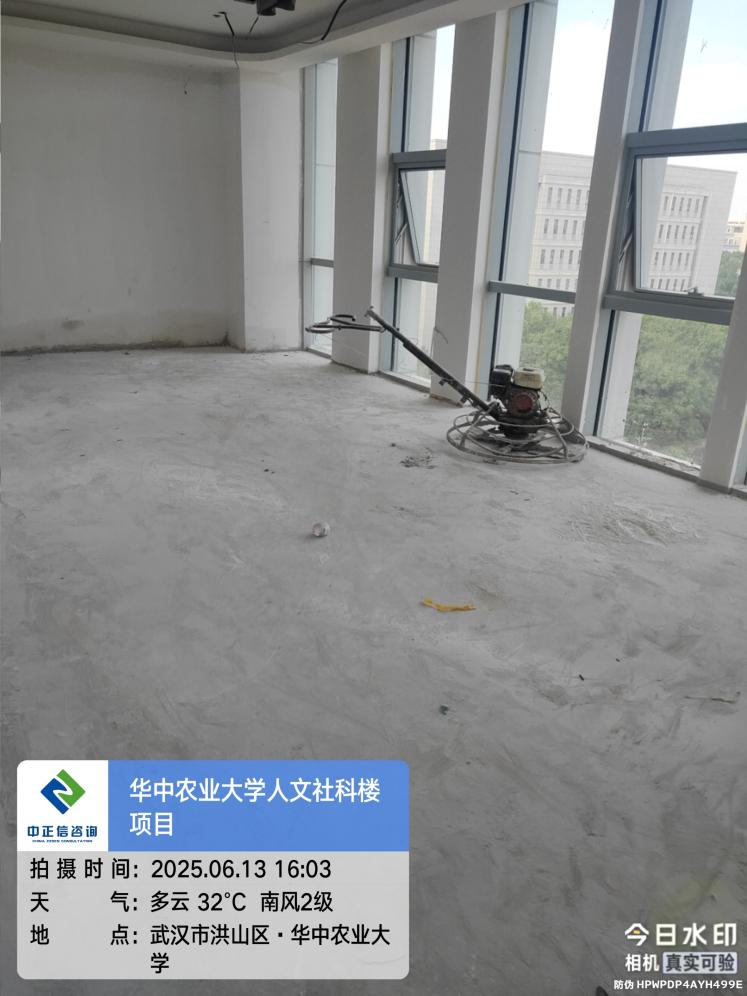 华中农业大学人文社科楼
项目
中正信咨询
CHINA ZEXIN CONSULTATION
拍摄时间：2025.06.13 16:03
天气：多云 32℃ 南风2级
地点：武汉市洪山区·华中农业大
学
今日水印
相机 真实可验
防伪 HPWPDP4AYH499E